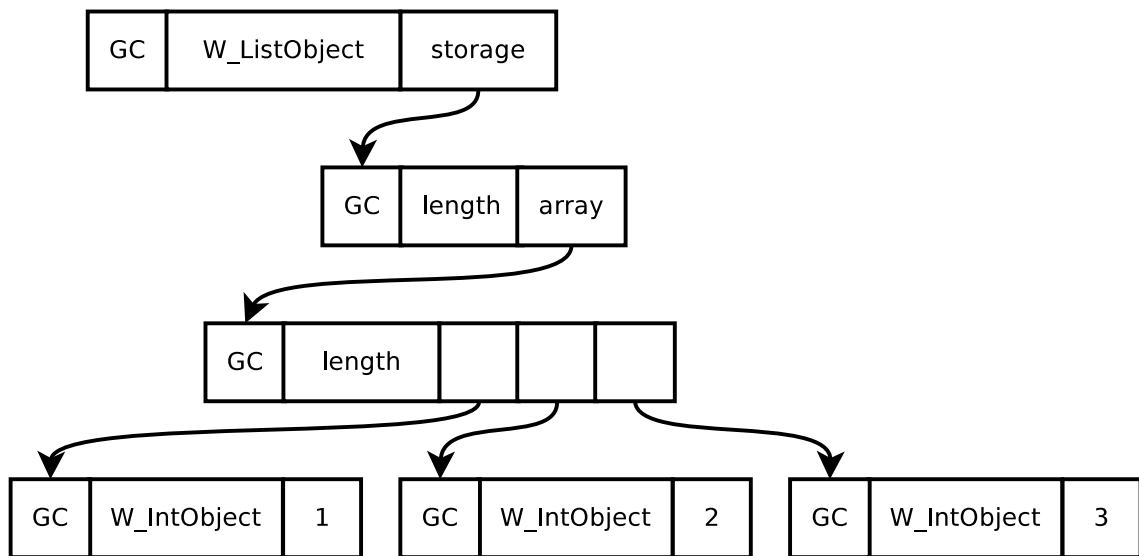 GC W_ListObject storage
GC length array
GC length
GC W_IntObject 1 GC W_IntObject 2 GC W_IntObject 3